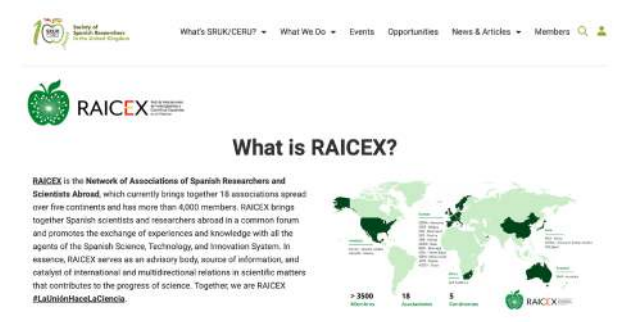 Society of
Spanish Researchers
in the United Kingdom
What's SRUK/CERU? What We Do Events Opportunities News & Articles Members
RAICEX
What is RAICEX?
RAICEX is the Network of Associations of Spanish Researchers and
Scientists Abroad, which currently brings together 18 associations spread
over five continents and has more than 4,000 members. RAICEX brings
together Spanish scientists and researchers abroad in a common forum
and promotes the exchange of experiences and knowledge with all the
agents of the Spanish Science, Technology, and Innovation System. In
essence, RAICEX serves as an advisory body, source of information, and
catalyst of international and multidirectional relations in scientific matters
that contributes to the progress of science. Together, we are RAICEX
#LaUniónHaceLaCiencia.
> 3500 18 5
RAICEX